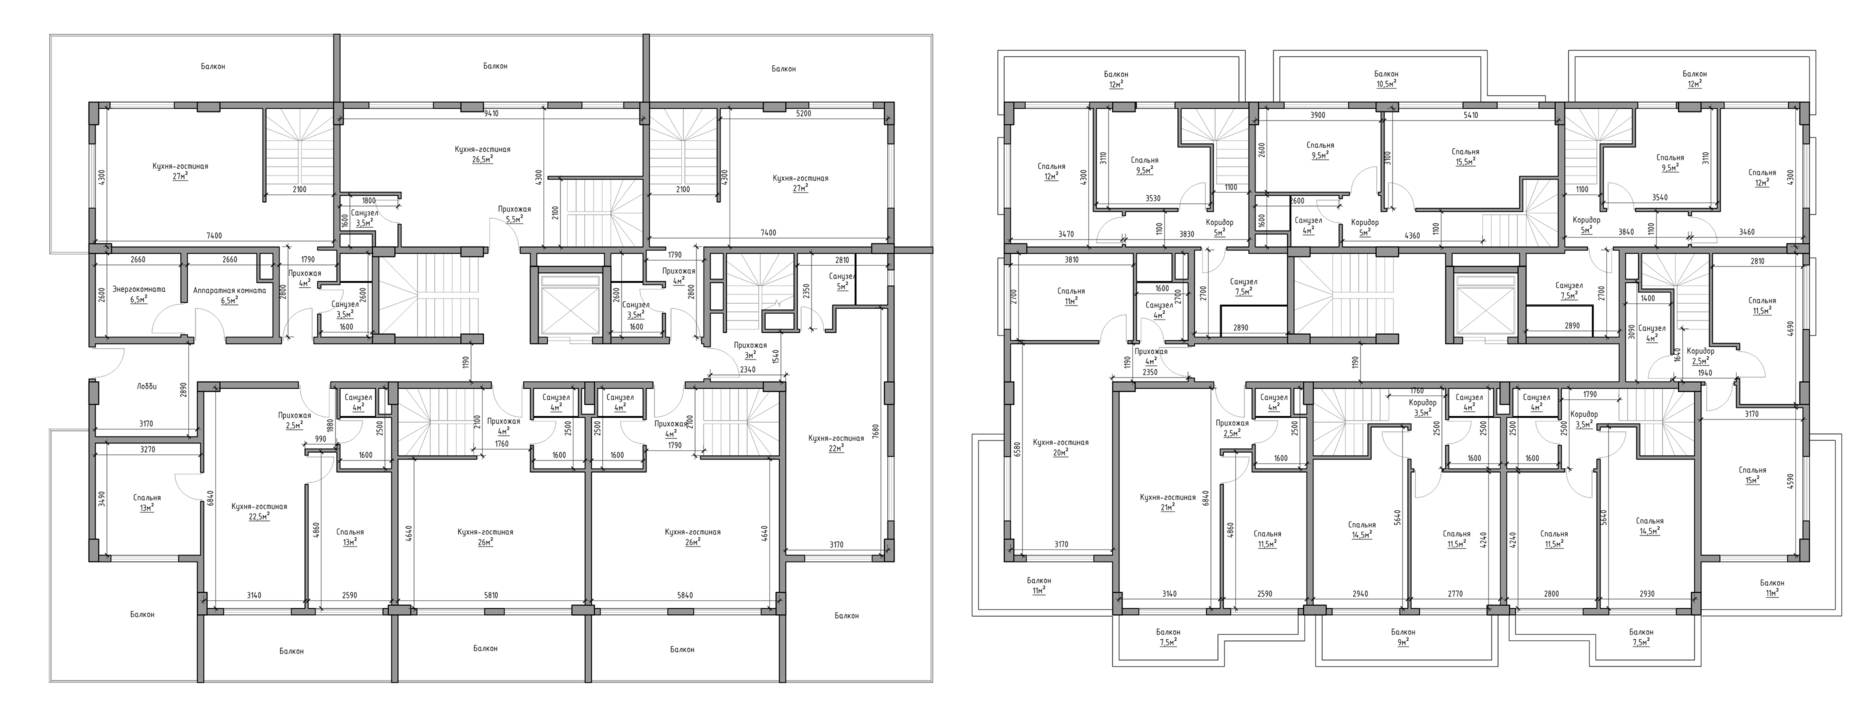 Балкон
Балкон
Балкон
9410
5200
Кухня-гостиная
27м²
4300
2100
7400
Кухня-гостиная
26,5м²
4300
1800
Санузел
3,5м²
1600
Прихожая
5,5м²
2100
2100
4300
Кухня-гостиная
27м²
7400
2660
2660
1790
Энергокомната
6,5м²
2600
Аппаратная комната
6,5м²
Прихожая
4м²
2800
Санузел
3,5м²
2600
1600
1790
Прихожая
4м²
2600
Санузел
3,5м²
2800
1600
2810
Санузел
5м²
2350
Прихожая
3м²
1540
2340
1190
Лобби
2890
3170
3270
3490
Спальня
13м²
6840
Прихожая
2,5м²
1880
990
Санузел
4м²
2500
1600
Кухня-гостиная
22,5м²
4860
Спальня
13м²
3140
2590
2100
Прихожая
4м²
1760
Санузел
4м²
2500
1600
4640
Кухня-гостиная
26м²
5810
Санузел
4м²
2500
1600
Прихожая
4м²
1790
2100
Кухня-гостиная
26м²
4640
5840
Кухня-гостиная
22м²
7680
3170
Балкон
Балкон
Балкон
Балкон
Балкон
Балкон
12м²
Балкон
10,5м²
Балкон
12м²
Спальня
12м²
4300
3110
Спальня
9,5м²
3530
1100
1100
Коридор
5м²
3470
3830
3900
5410
2600
Спальня
9,5м²
3100
Спальня
15,5м²
2600
1600
Санузел
4м²
Коридор
5м²
4360
1100
Спальня
9,5м²
3110
3540
Спальня
12м²
4300
1100
1100
Коридор
5м²
3840
3460
3810
2700
Спальня
11м²
1600
2700
Санузел
4м²
2700
Санузел
7,5м²
2890
Прихожая
4м²
1190
2350
1190
Санузел
7,5м²
2700
2890
1400
3090
Санузел
4м²
1640
Коридор
2,5м²
1940
2810
Спальня
11,5м²
4690
3170
Спальня
15м²
4590
6580
Кухня-гостиная
20м²
3170
Прихожая
2,5м²
Санузел
4м²
2500
1600
Кухня-гостиная
21м²
6840
4860
Спальня
11,5м²
3140
2590
1760
Коридор
3,5м²
Санузел
4м²
2500
1600
Спальня
14,5м²
5640
Спальня
11,5м²
4240
2940
2770
Санузел
4м²
2500
1600
1790
Коридор
3,5м²
2500
4240
Спальня
11,5м²
5640
Спальня
14,5м²
2800
2930
Балкон
11м²
Балкон
7,5м²
Балкон
9м²
Балкон
7,5м²
Балкон
11м²